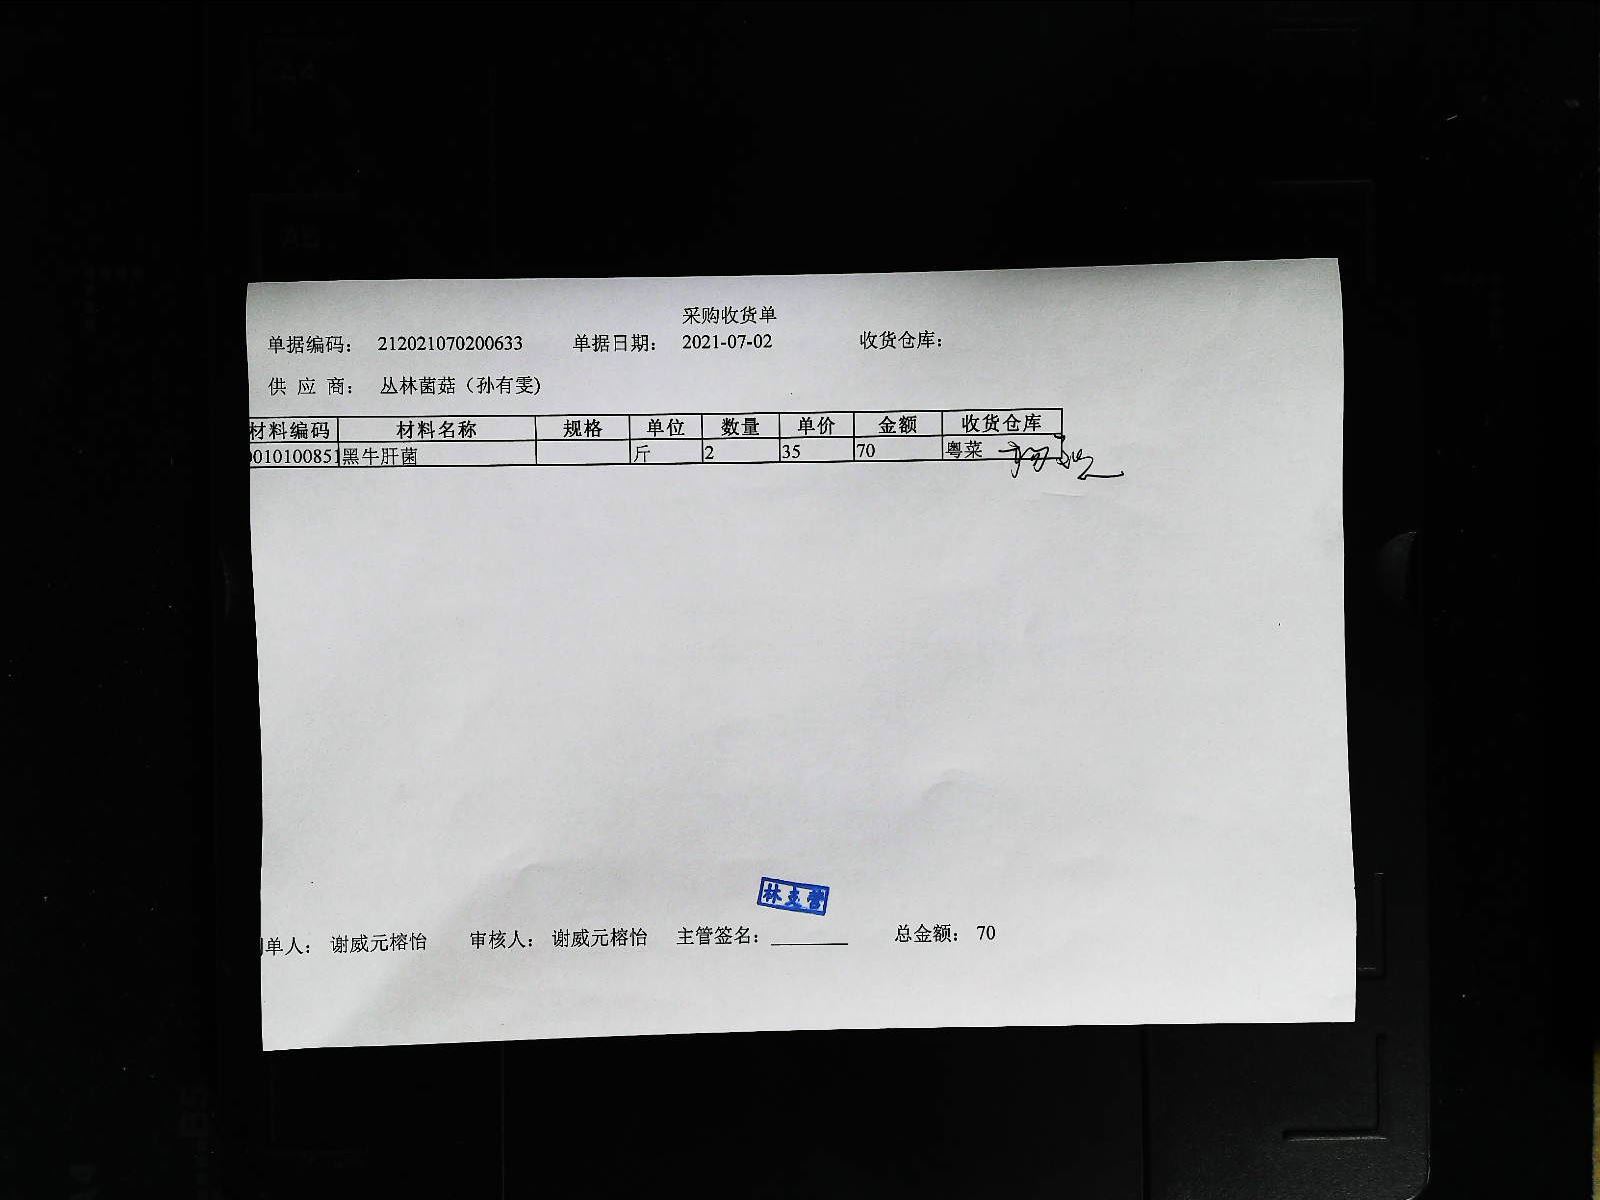 采购收货单
单据编码： 212021070200633 单据日期： 2021-07-02 收货仓库：
供 应 商： 丛林菌菇（孙有雯)
材料编码 材料名称 规格 单位 数量 单价 金额 收货仓库
010100851 黑牛肝菌 斤 2 35 70 粤菜
林支营
单人： 谢威元榕怡 审核人： 谢威元榕怡 主管签名： 总金额： 70